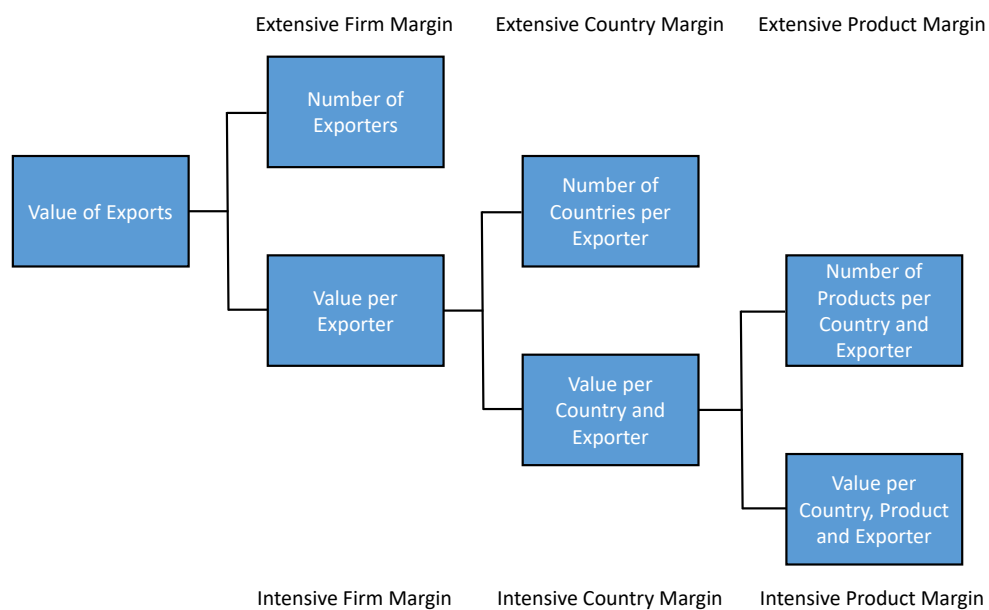 Extensive Firm Margin
Extensive Country Margin
Extensive Product Margin
Number of
Exporters
Value of Exports
Number of
Countries per
Exporter
Value per
Exporter
Number of
Products per
Country and
Exporter
Value per
Country and
Exporter
Value per
Country, Product
and Exporter
Intensive Firm Margin
Intensive Country Margin
Intensive Product Margin